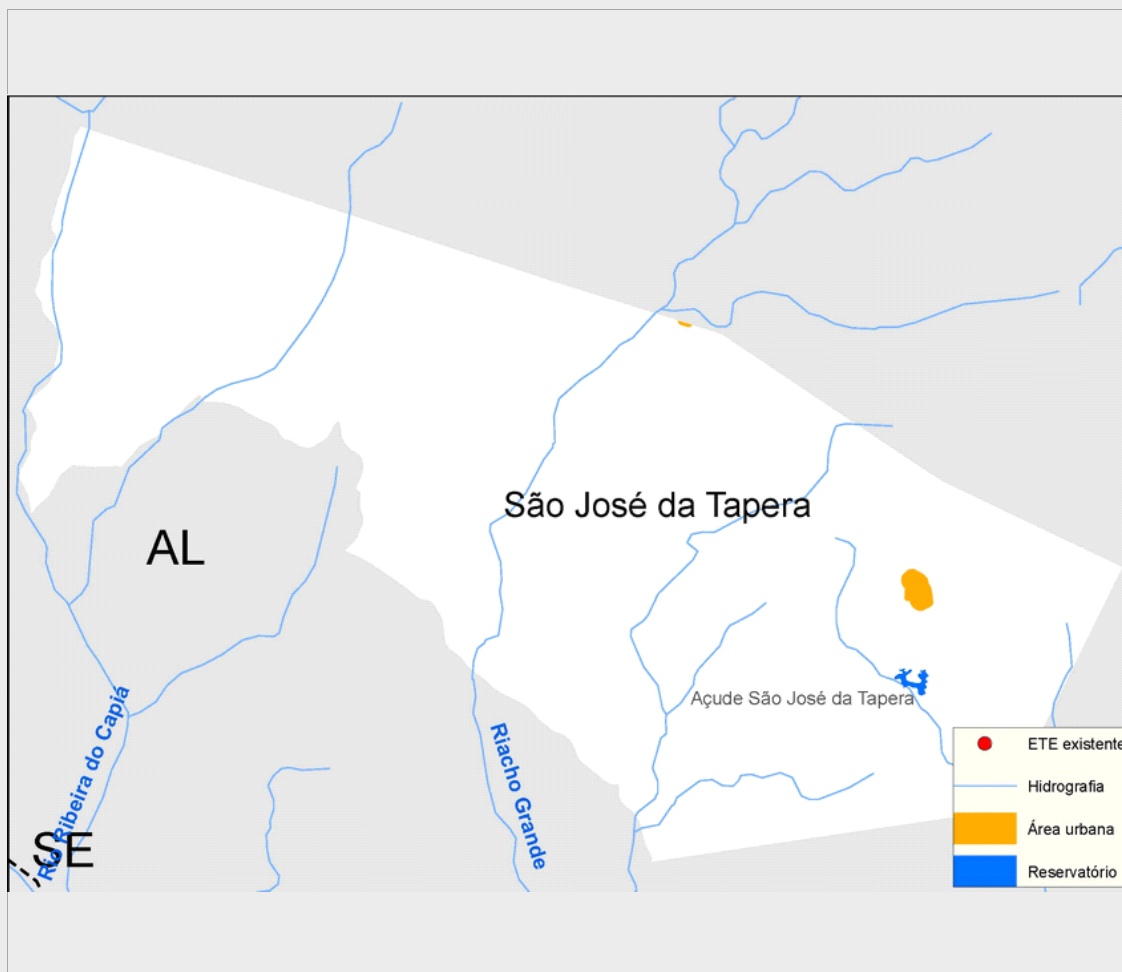 São José da Tapera
AL
Açude São José da Tapera
Rio Ribeira do Capiá
Riacho Grande
SE
ETE existente
Hidrografia
Área urbana
Reservatório